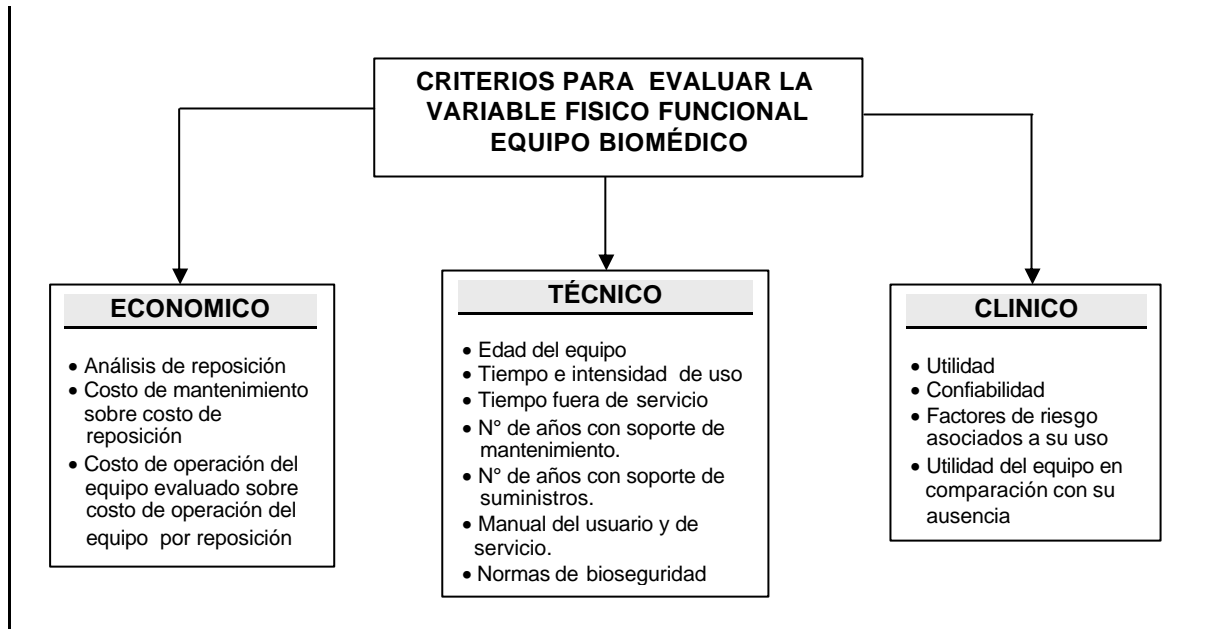 CRITERIOS PARA EVALUAR LA
VARIABLE FISICO FUNCIONAL
EQUIPO BIOMÉDICO
ECONOMICO
• Análisis de reposición
• Costo de mantenimiento
sobre costo de
reposición
• Costo de operación del
equipo evaluado sobre
costo de operación del
equipo por reposición
TÉCNICO
• Edad del equipo
• Tiempo e intensidad de uso
• Tiempo fuera de servicio
• N° de años con soporte de
mantenimiento.
• N° de años con soporte de
suministros.
• Manual del usuario y de
servicio.
• Normas de bioseguridad
CLINICO
• Utilidad
• Confiabilidad
• Factores de riesgo
asociados a su uso
• Utilidad del equipo en
comparación con su
ausencia